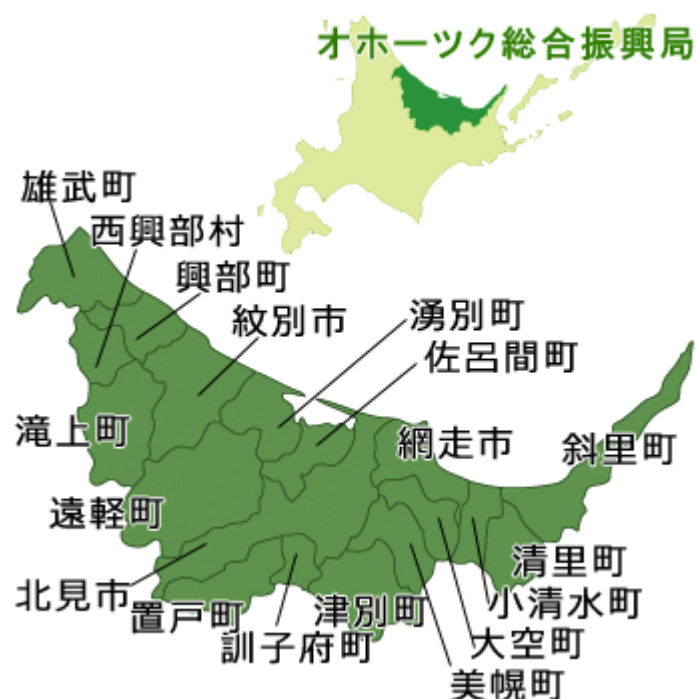 オホーツク総合振興局
雄武町
西興部村
興部町
紋別市
湧別町
佐呂間町
滝上町
網走市
斜里町
遠軽町
清里町
北見市
置戸町
津別町
小清水町
訓子府町
大空町
美幌町